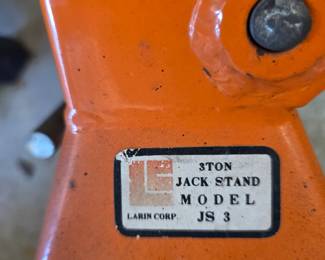 3TON
JACK STAND
MODEL
LARIN CORP. JS 3